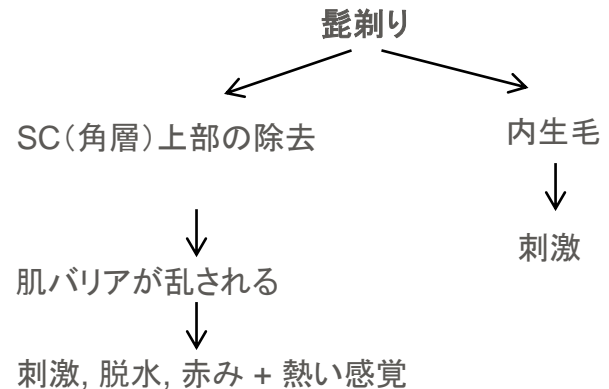 髭剃り
SC(角層)上部の除去
内生毛
刺激
肌バリアが乱される
刺激, 脱水, 赤み + 熱い感覚